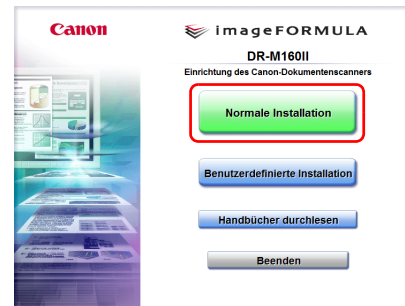 Canon
imageFORMULA
DR-M160II
Einrichtung des Canon-Dokumentenscanners
Normale Installation
Benutzerdefinierte Installation
Handbücher durchlesen
Beenden